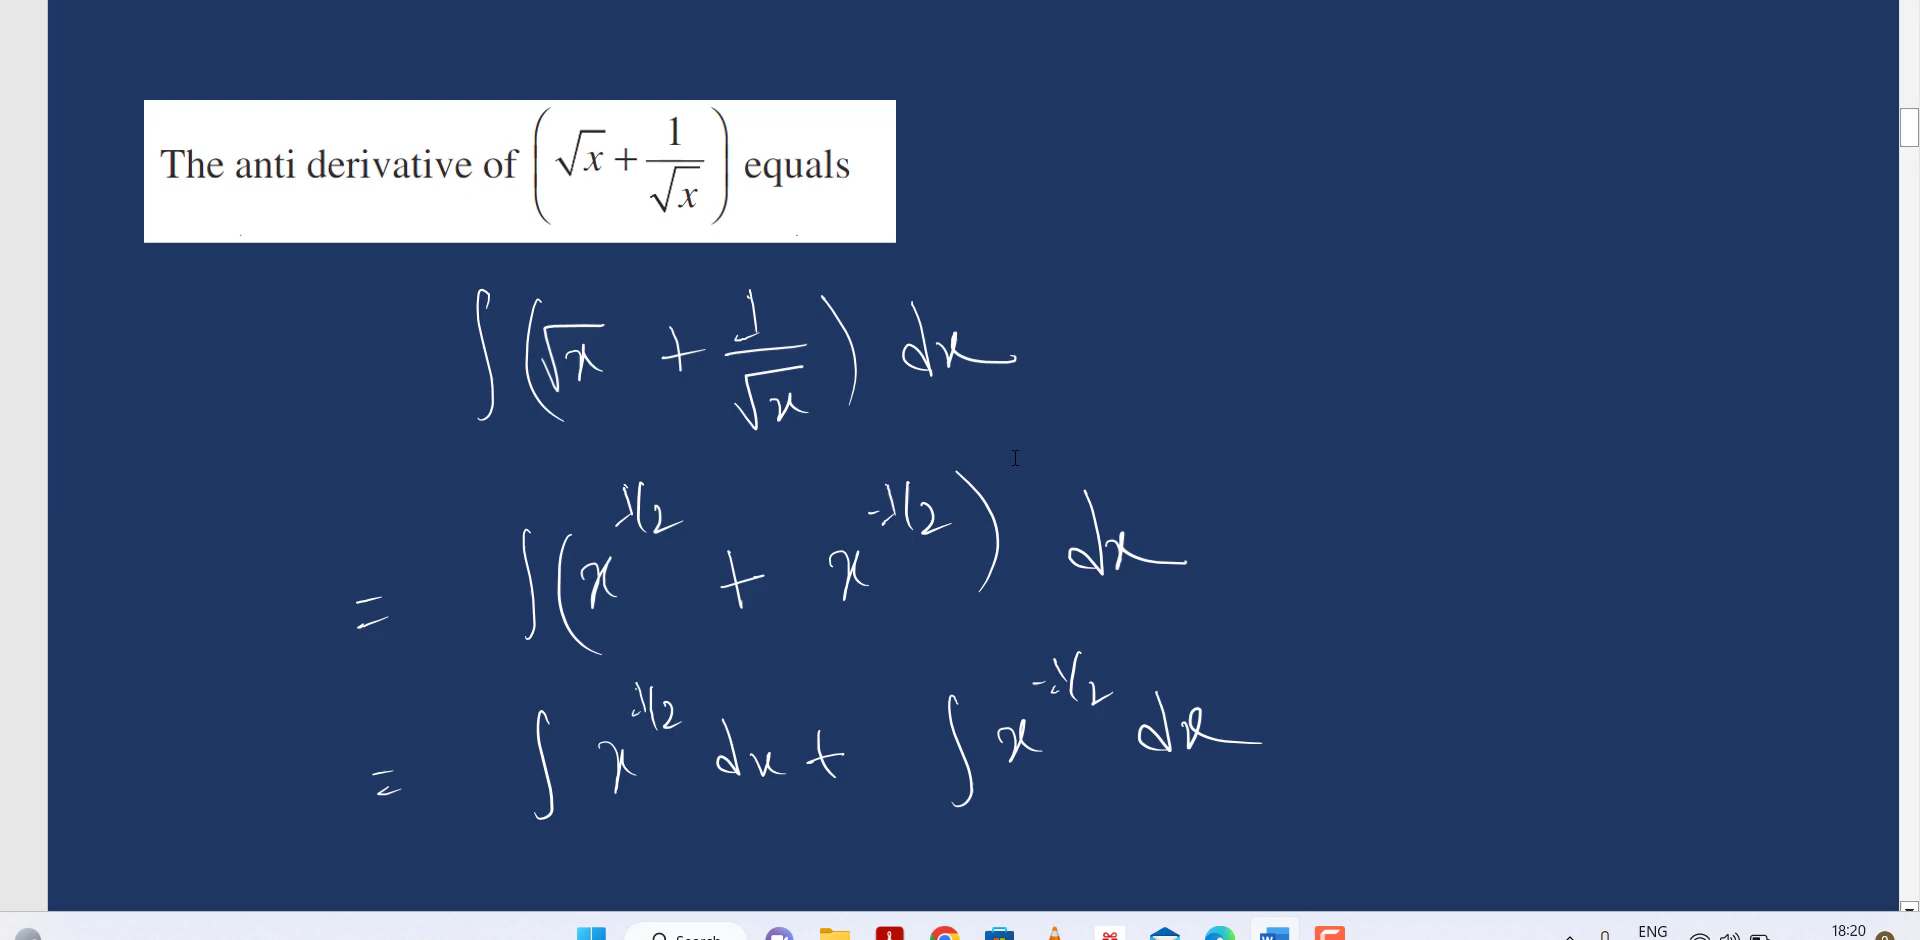 The anti derivative of (√x + 1/√x) equals
∫(√x + 1/√x) dx
= ∫(x^1/2 + x^-1/2) dx
= ∫ x^1/2 dx + ∫ x^-1/2 dx
Search
ENG
18:20